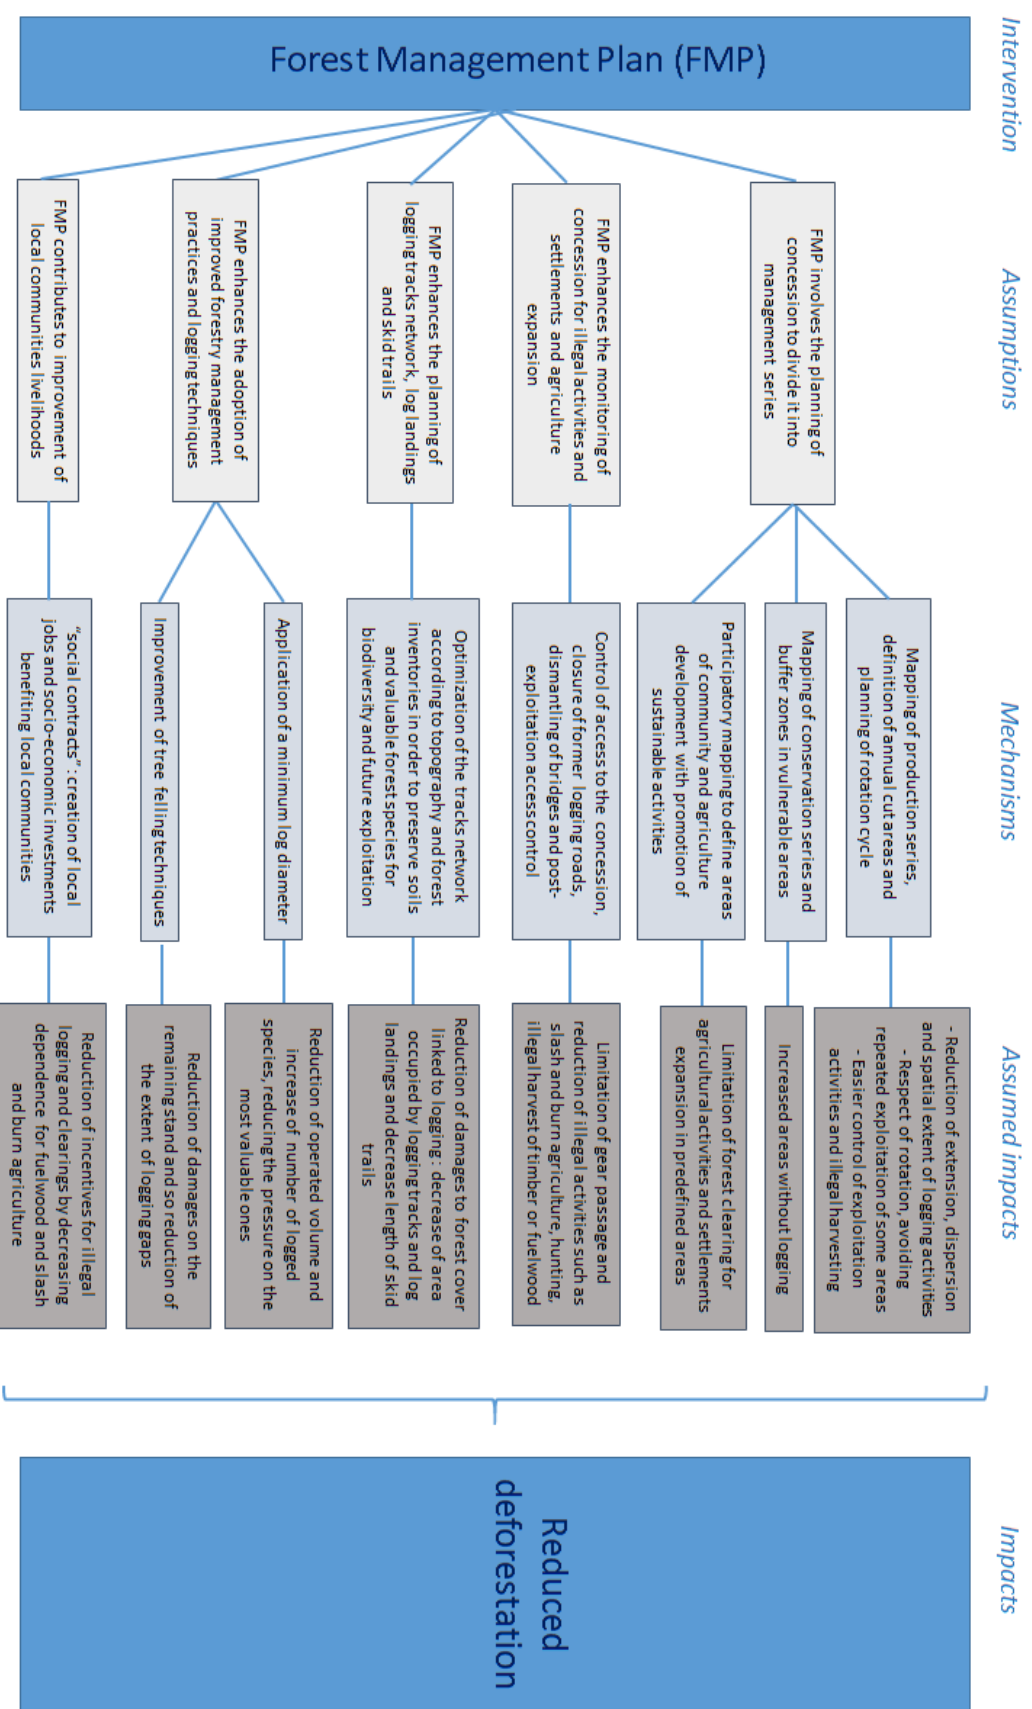 Intervention
Assumptions
Mechanisms
Assumed impacts
Impacts
Forest Management Plan (FMP)
FMP involves the planning of
concession to divide it into
management series
FMP enhances the monitoring of
concession for illegal activities and
settlements and agriculture
expansion
FMP enhances the planning of
logging tracks network, log landings
and skid trails
FMP enhances the adoption of
improved forestry management
practices and logging techniques
FMP contributes to improvement of
local communities livelihoods
Mapping of production series,
definition of annual cut areas and
planning of rotation cycle
Mapping of conservation series and
buffer zones in vulnerable areas
Participatory mapping to define areas
of community and agriculture
development with promotion of
sustainable activities
Control of access to the concession,
closure of former logging roads,
dismantling of bridges and post-
exploitation access control
Optimization of the tracks network
according to topography and forest
inventories in order to preserve soils
and valuable forest species for
biodiversity and future exploitation
Application of a minimum log diameter
Improvement of tree felling techniques
"social contracts" : creation of local
jobs and socio-economic investments
benefiting local communities
- Reduction of extension, dispersion
and spatial extent of logging activities
- Respect of rotation, avoiding
repeated exploitation of some areas
- Easier control of exploitation
activities and illegal harvesting
Increased areas without logging
Limitation of forest clearing for
agricultural activities and settlements
expansion in predefined areas
Limitation of gear passage and
reduction of illegal activities such as
slash and burn agriculture, hunting,
illegal harvest of timber or fuelwood
Reduction of damages to forest cover
linked to logging : decrease of area
occupied by logging tracks and log
landings and decrease length of skid
trails
Reduction of operated volume and
increase of number of logged
species, reducing the pressure on the
most valuable ones
Reduction of damages on the
remaining stand and so reduction of
the extent of logging gaps
Reduction of incentives for illegal
logging and clearings by decreasing
dependence for fuelwood and slash
and burn agriculture
Reduced
deforestation